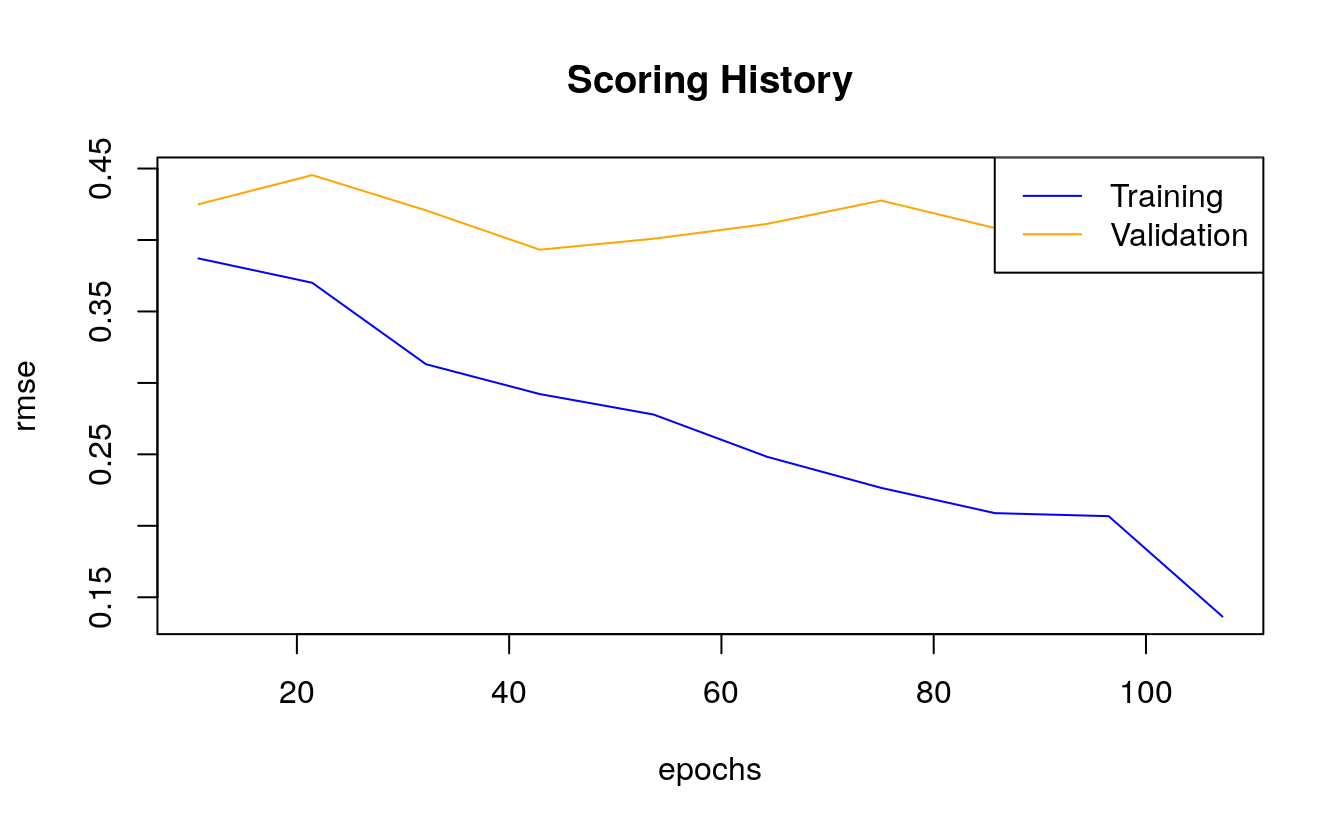 Scoring History
Training
Validation
rmse
0.45
0.35
0.25
0.15
20 40 60 80 100
epochs